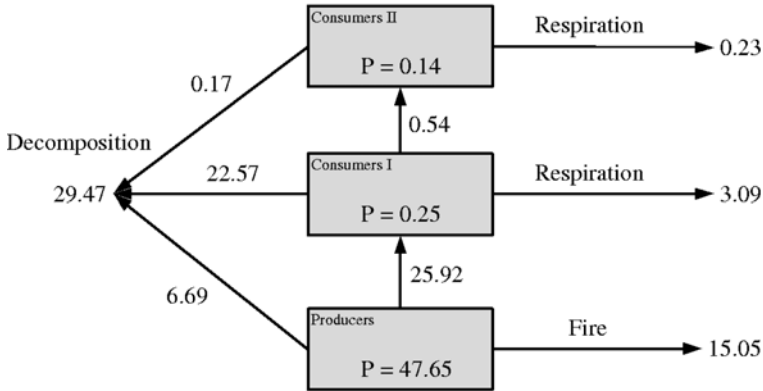 Consumers II
P = 0.14
Respiration
0.23
0.17
0.54
Decomposition
29.47
22.57
Consumers I
P = 0.25
Respiration
3.09
25.92
6.69
Producers
P = 47.65
Fire
15.05